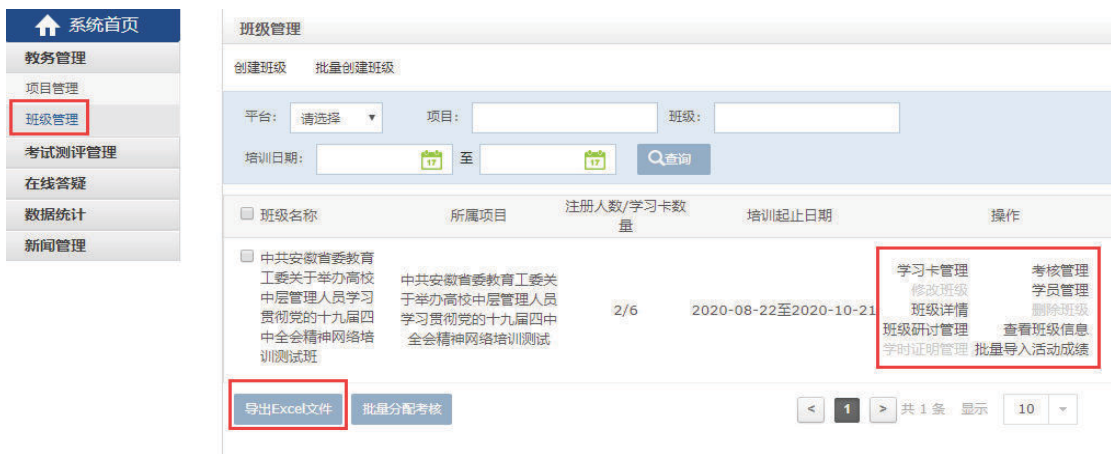 系统首页
教务管理
项目管理
班级管理
考试测评管理
在线答疑
数据统计
新闻管理
班级管理
创建班级 批量创建班级
平台: 请选择 项目: 班级:
培训日期: 17 至 17 查询
班级名称 所属项目 注册人数/学习卡数量 培训起止日期 操作
中共安徽省委教育
工委关于举办高校
中层管理人员学习
贯彻党的十九届四
中全会精神网络培
训测试班
中共安徽省委教育工委关
于举办高校中层管理人员
学习贯彻党的十九届四中
全会精神网络培训测试
2/6
2020-08-22至2020-10-21
学习卡管理 考核管理
修改班级 学员管理
班级详情 删除班级
班级研讨管理 查看班级信息
学时证明管理 批量导入活动成绩
导出Excel文件 批量分配考核 < 1 > 共 1 条 显示 10